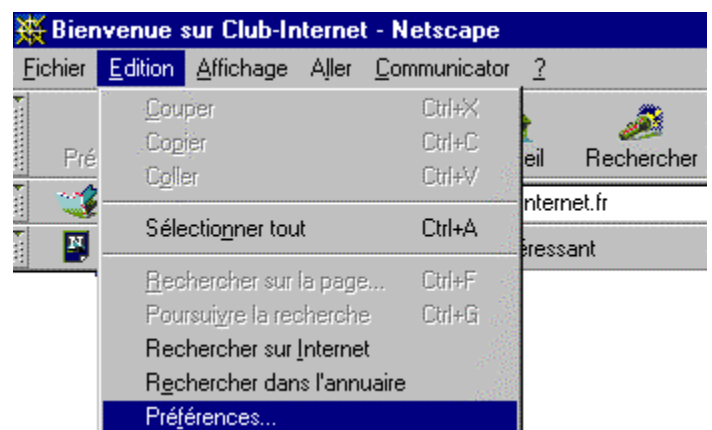 Bienvenue sur Club-Internet - Netscape
Fichier Edition Affichage Aller Communicator ?
Couper Ctrl+X
Copier Ctrl+C
Pré eil Rechercher
Coller Ctrl+V
nternet.fr
Sélectionner tout Ctrl+A
N éressant
Rechercher sur la page... Ctrl+F
Poursuivre la recherche Ctrl+G
Rechercher sur Internet
Rechercher dans l'annuaire
Préférences...